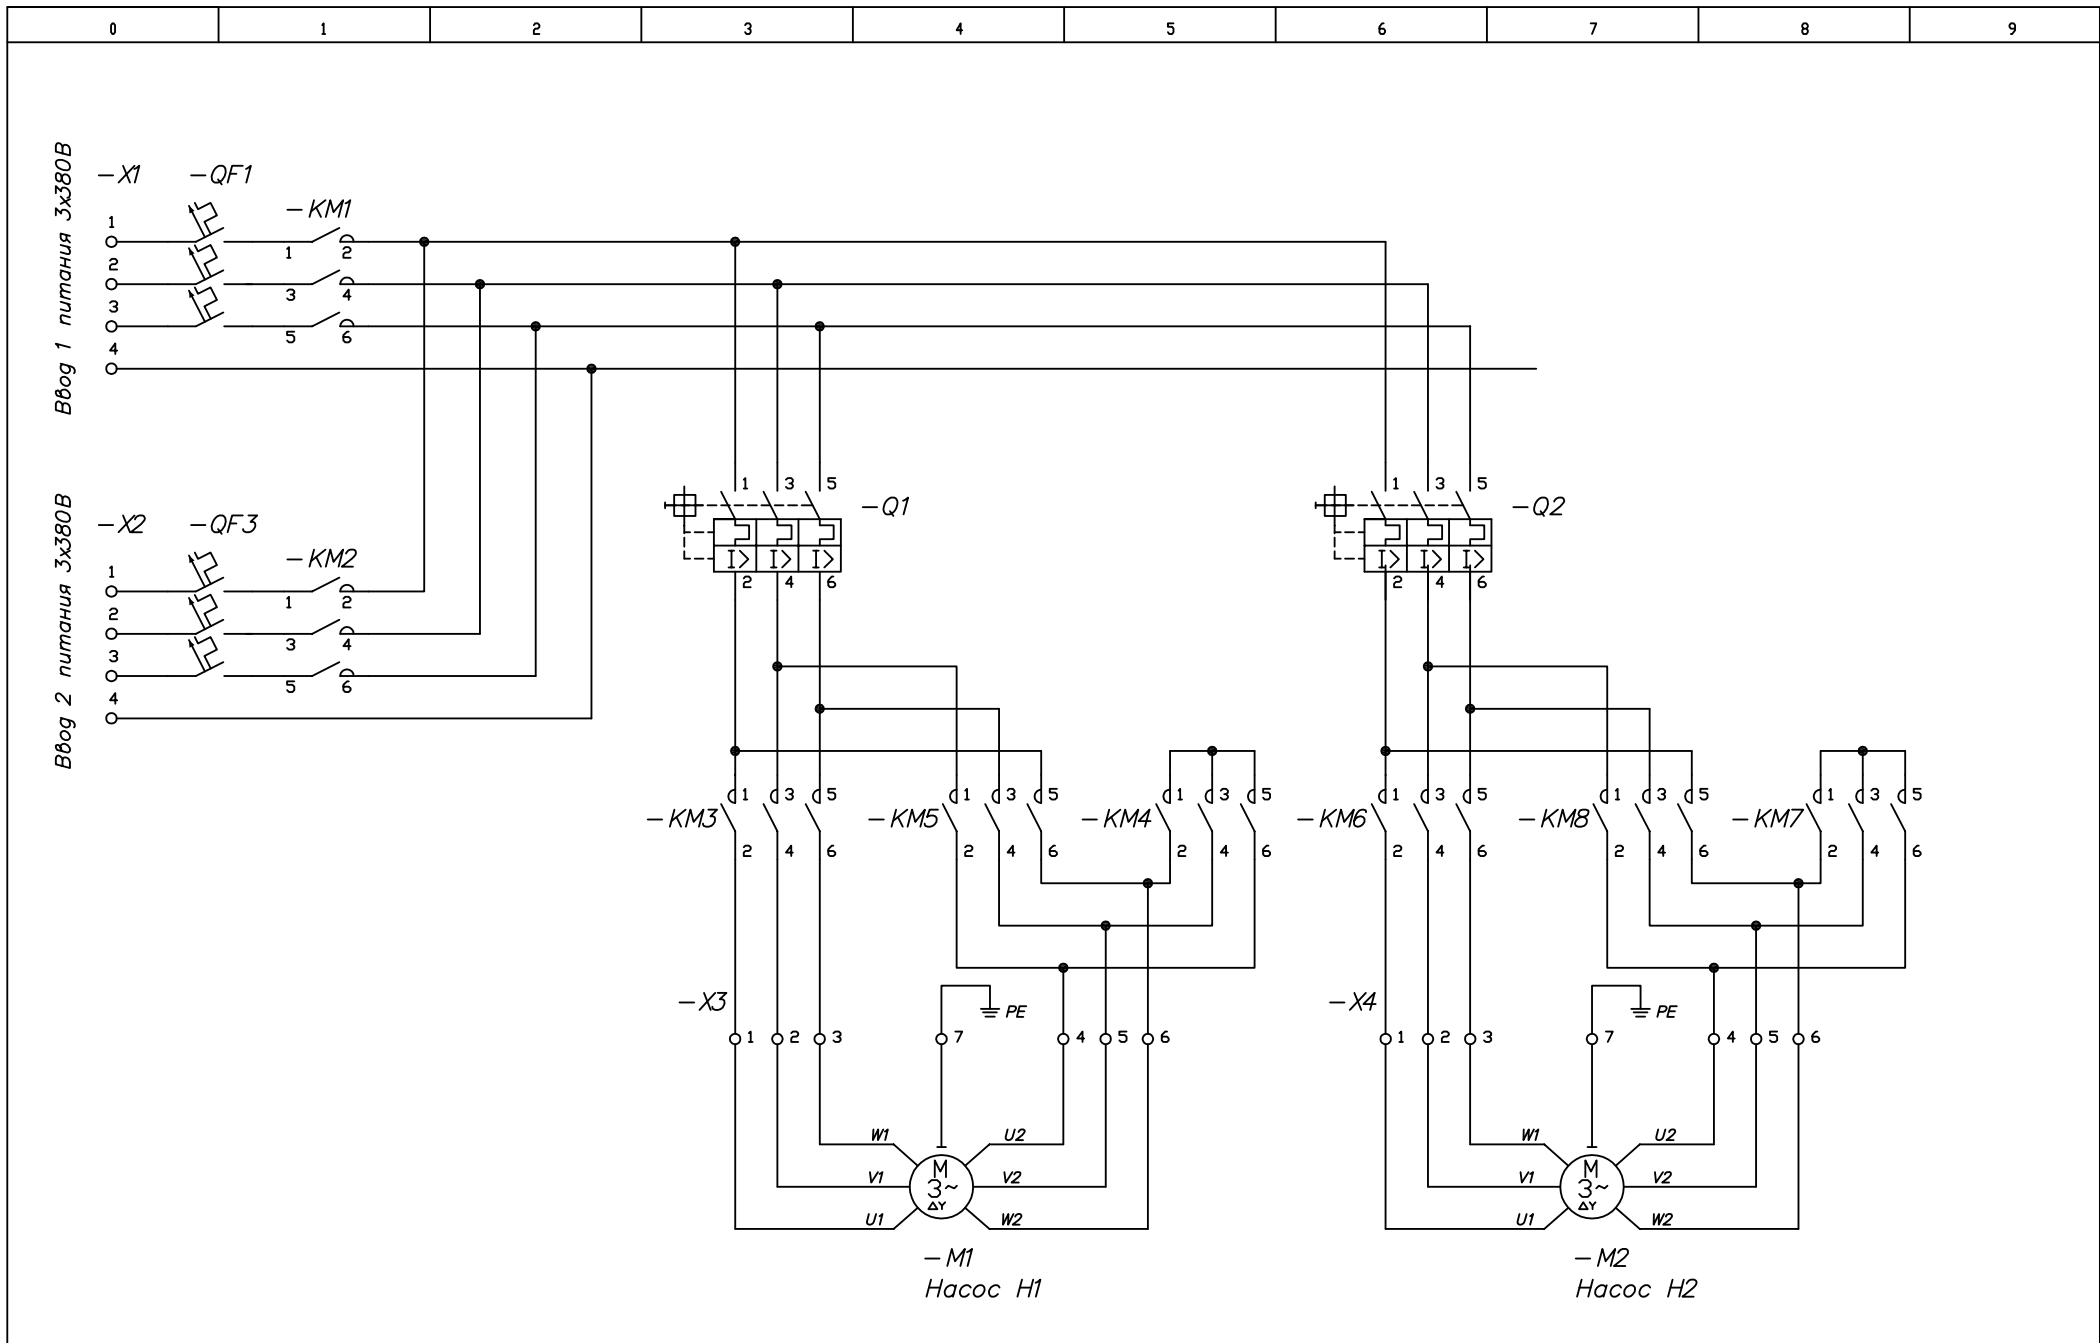 0 1 2 3 4 5 6 7 8 9
Ввод 1 питания 3х380В
-X1 -QF1
-KM1
1 1 2
2 3 4
3 5 6
4
Ввод 2 питания 3х380В
-X2 -QF3
-KM2
1 1 2
2 3 4
3 5 6
4
1 3 5 -Q1
I> I> I>
2 4 6
1 3 5 -Q2
I> I> I>
2 4 6
-KM3 1 3 5
2 4 6
-KM5 1 3 5
2 4 6
-KM4 1 3 5
2 4 6
-KM6 1 3 5
2 4 6
-KM8 1 3 5
2 4 6
-KM7 1 3 5
2 4 6
-X3 PE
1 2 3 7 4 5 6
W1 U2
V1 V2
U1 W2
M
3~
ΔY
-M1
Насос Н1
-X4 PE
1 2 3 7 4 5 6
W1 U2
V1 V2
U1 W2
M
3~
ΔY
-M2
Насос Н2